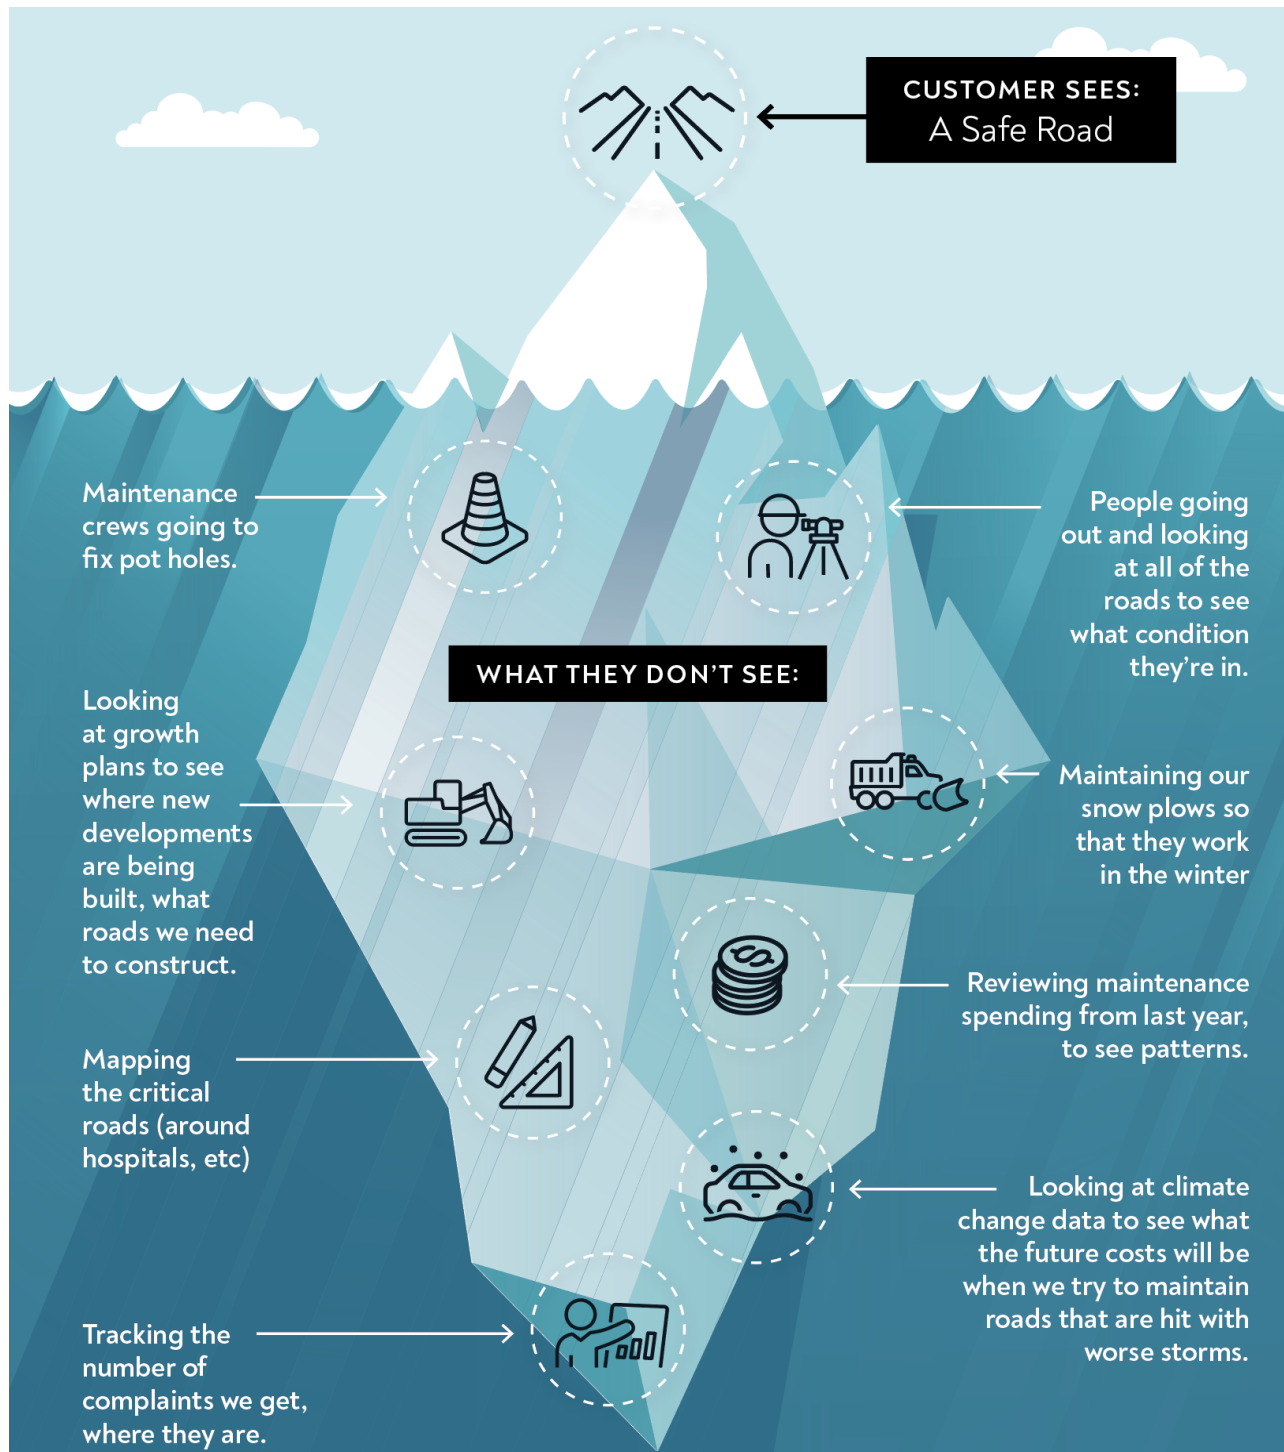 CUSTOMER SEES:
A Safe Road
Maintenance
crews going to
fix pot holes.
People going
out and looking
at all of the
roads to see
what condition
they're in.
WHAT THEY DON'T SEE:
Looking
at growth
plans to see
where new
developments
are being
built, what
roads we need
to construct.
Maintaining our
snow plows so
that they work
in the winter
Reviewing maintenance
spending from last year,
to see patterns.
Mapping
the critical
roads (around
hospitals, etc)
Looking at climate
change data to see what
the future costs will be
when we try to maintain
roads that are hit with
worse storms.
Tracking the
number of
complaints we get,
where they are.